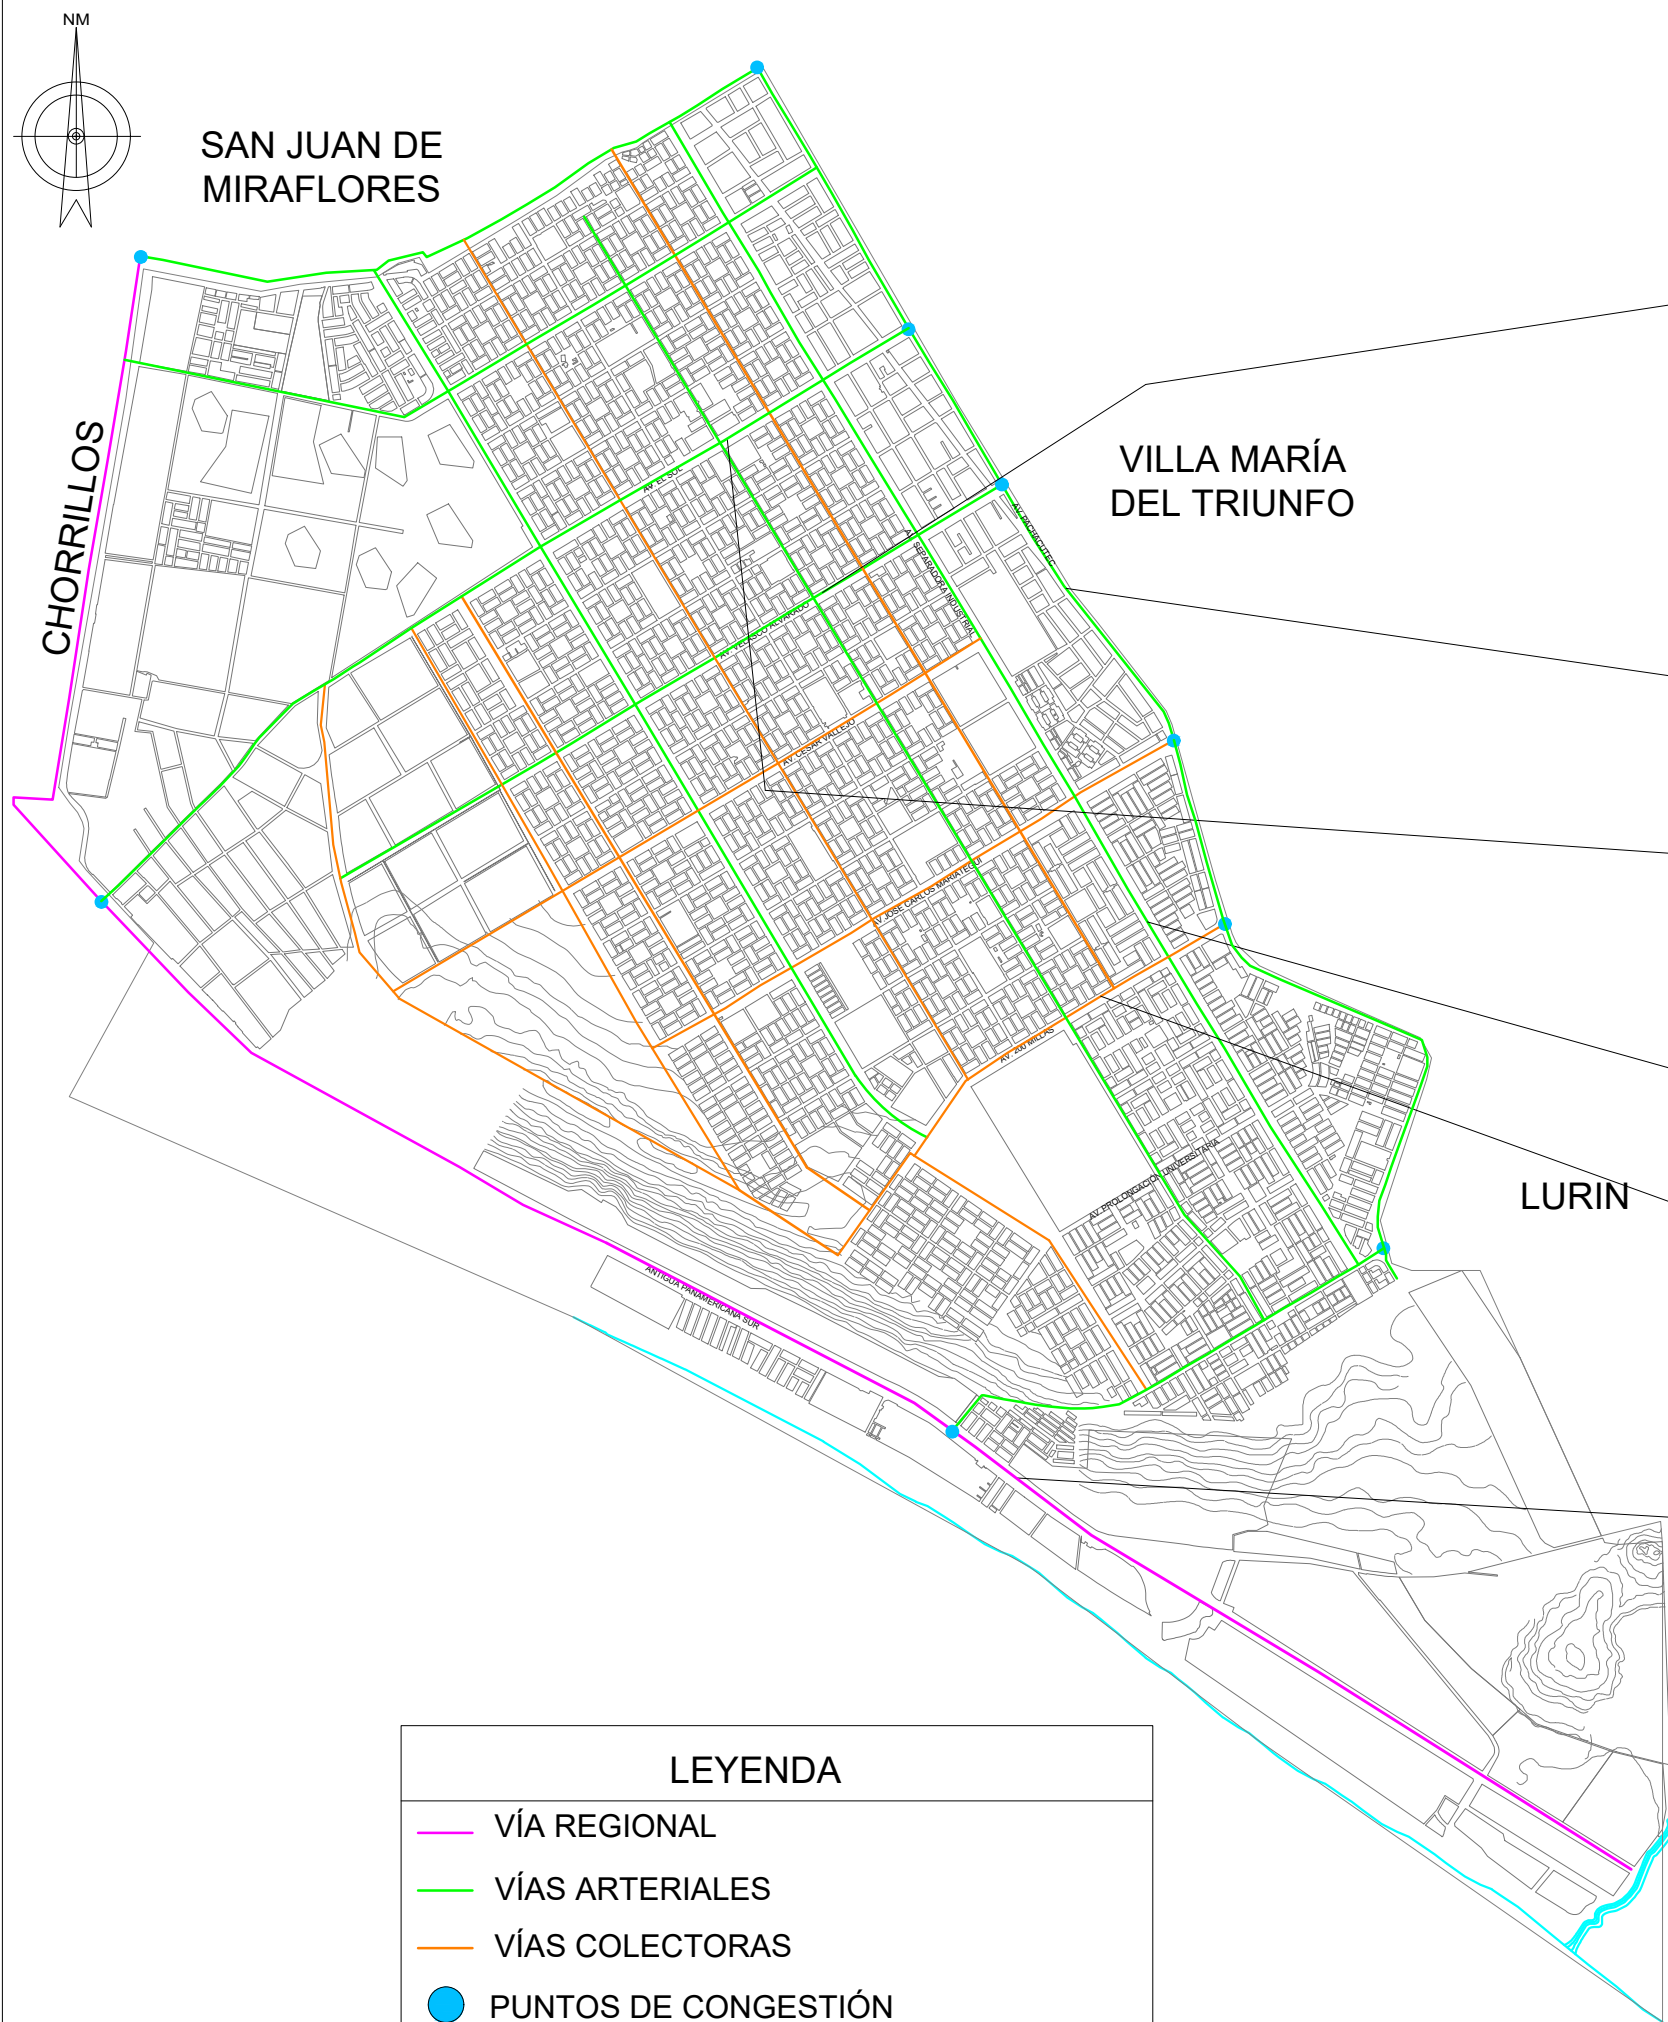 NM
SAN JUAN DE
MIRAFLORES
CHORRILLOS
VILLA MARÍA
DEL TRIUNFO
AV. EL SOL
AV. PACHACUTEC
AV. SEPARADORA INDUSTRIAL
AV. VELASCO ALVARADO
AV. CESAR VALLEJO
AV JOSE CARLOS MARIATEGUI
AV. 200 MILLAS
AV. PROLONGACION UNIVERSITARIA
LURIN
ANTIGUA PANAMERICANA SUR
LEYENDA
VÍA REGIONAL
VÍAS ARTERIALES
VÍAS COLECTORAS
PUNTOS DE CONGESTIÓN